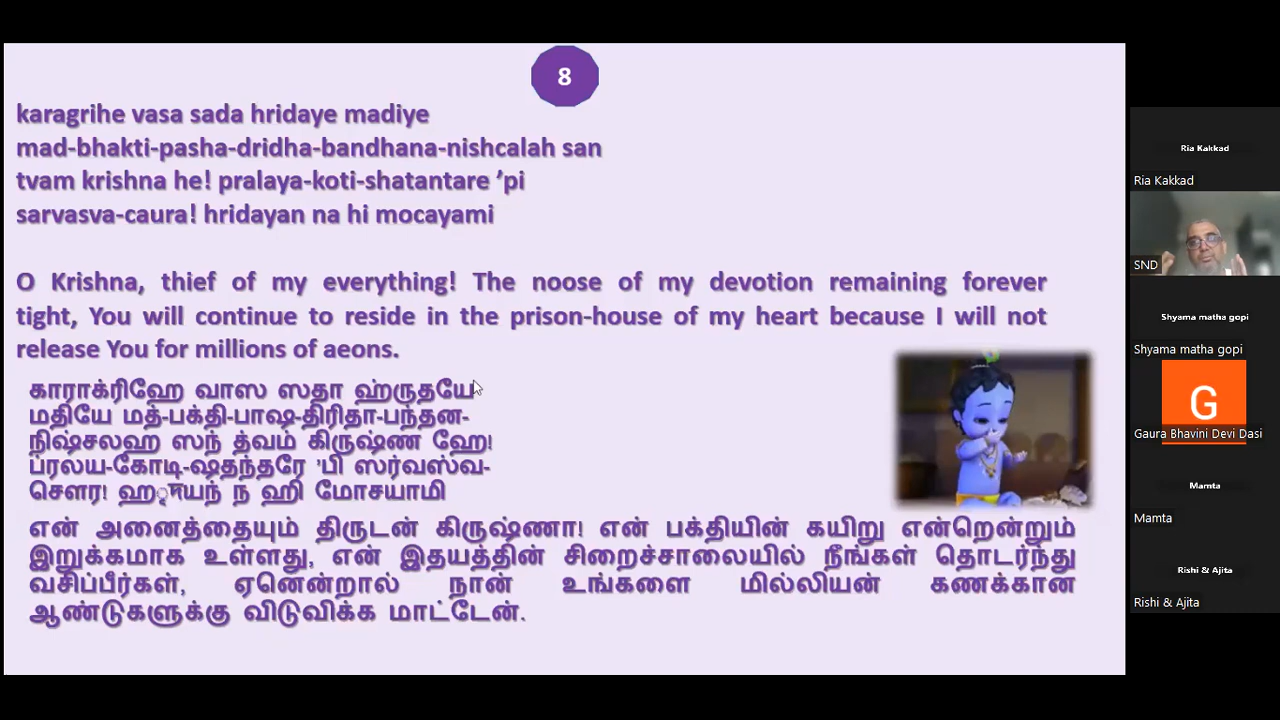 8
karagrihe vasa sada hridaye madiye
mad-bhakti-pasha-dridha-bandhana-nishcalah san
tvam krishna he! pralaya-koti-shatantare ’pi
sarvasva-caura! hridayan na hi mocayami
O Krishna, thief of my everything! The noose of my devotion remaining forever
tight, You will continue to reside in the prison-house of my heart because I will not
release You for millions of aeons.
காராக்ரிஹே வாஸ ஸதா ஹ்ருதயே
மதியே மத்-பக்தி-பாஷ-திரிதா-பந்தன-
நிஷ்சலஹ ஸந் த்வம் கிருஷ்ண ஹே!
ப்ரலய-கோடி-ஷதந்தரே ’பி ஸர்வஸ்வ-
சௌர! ந ஹி மோசயாமி
என் அனைத்தையும் திருடன் கிருஷ்ணா! என் பக்தியின் கயிறு என்றென்றும்
இறுக்கமாக உள்ளது, என் இதயத்தின் சிறைச்சாலையில் நீங்கள் தொடர்ந்து
வசிப்பீர்கள், ஏனென்றால் நான் உங்களை மில்லியன் கணக்கான
ஆண்டுகளுக்கு விடுவிக்க மாட்டேன்.
Ria Kakkad
Ria Kakkad
SND
Shyama matha gopi
Shyama matha gopi
G
Gaura Bhavini Devi Dasi
Mamta
Mamta
Rishi & Ajita
Rishi & Ajita